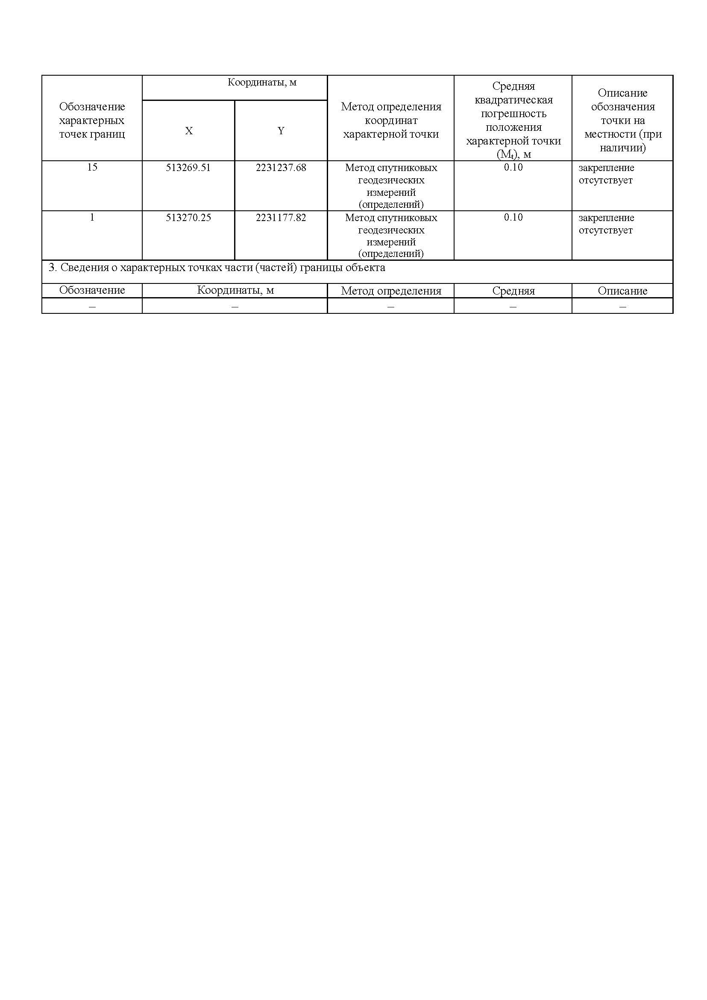 Обозначение
характерных
точек границ
Координаты, м
X
Y
Метод определения
координат
характерной точки
Средняя
квадратическая
погрешность
положения
характерной точки
(Mt), м
Описание
обозначения
точки на
местности (при
наличии)
15
513269.51
2231237.68
Метод спутниковых
геодезических
измерений
(определений)
0.10
закрепление
отсутствует
1
513270.25
2231177.82
Метод спутниковых
геодезических
измерений
(определений)
0.10
закрепление
отсутствует
3. Сведения о характерных точках части (частей) границы объекта
Обозначение
Координаты, м
Метод определения
Средняя
Описание
–
–
–
–
–